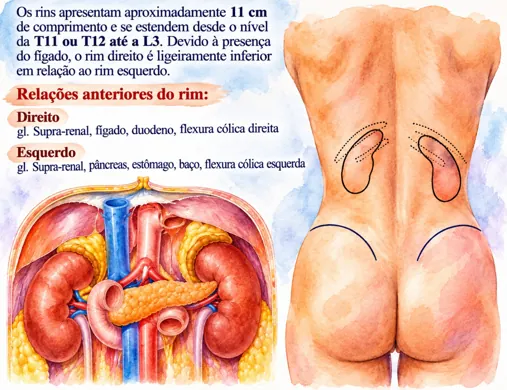 Os rins apresentam aproximadamente 11 cm
de comprimento e se estendem desde o nível
da T11 ou T12 até a L3. Devido à presença
do fígado, o rim direito é ligeiramente inferior
em relação ao rim esquerdo.
Relações anteriores do rim:
Direito
gl. Supra-renal, fígado, duodeno, flexura cólica direita
Esquerdo
gl. Supra-renal, pâncreas, estômago, baço, flexura cólica esquerda